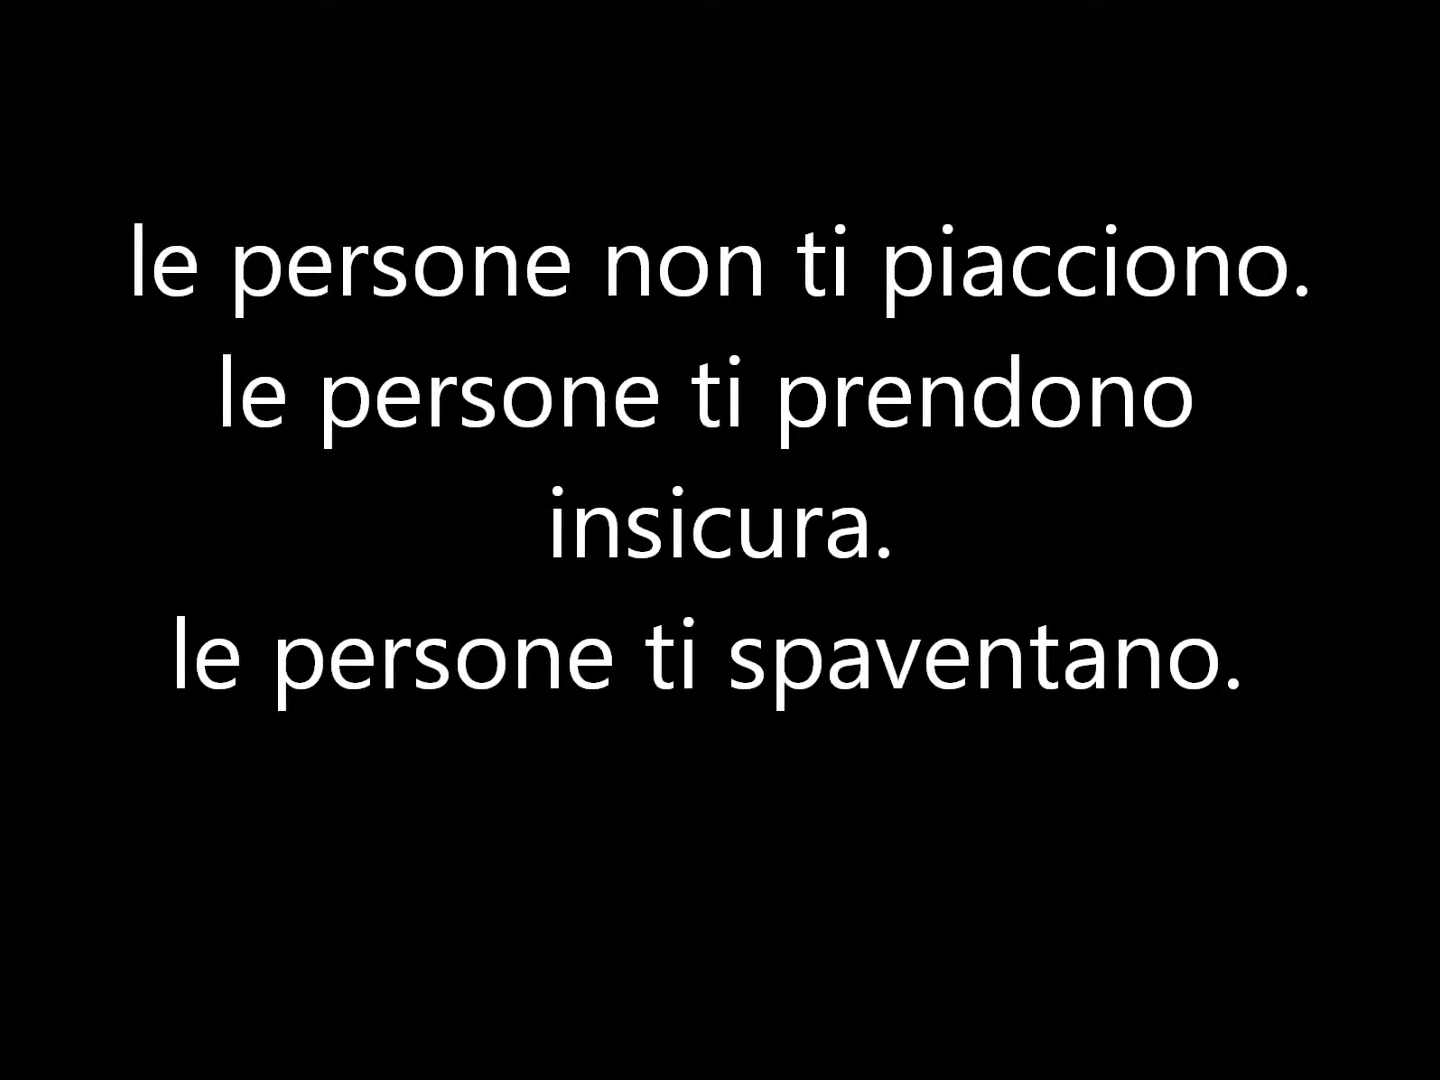 le persone non ti piacciono.
le persone ti prendono
insicura.
le persone ti spaventano.